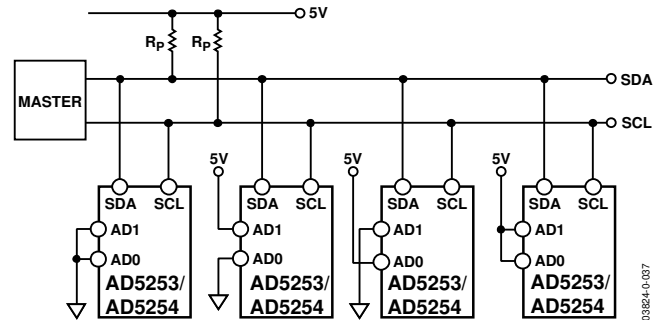 5V
RP RP
SDA
MASTER
SCL
5V 5V 5V
SDA SCL SDA SCL SDA SCL SDA SCL
AD1 AD1 AD1 AD1
AD0 AD0 AD0 AD0
AD5253/ AD5253/ AD5253/ AD5253/
AD5254 AD5254 AD5254 AD5254
03824-0-037